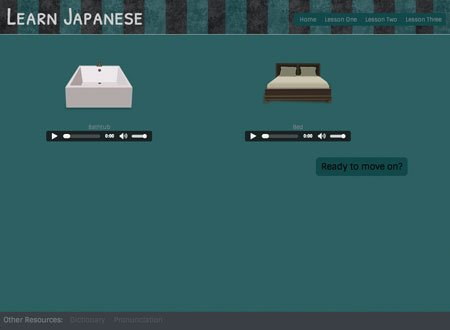 Learn Japanese
Home Lesson One Lesson Two Lesson Three
Bathtub Bed
0:00 0:00
Ready to move on?
Other Resources: Dictionary Pronunciation